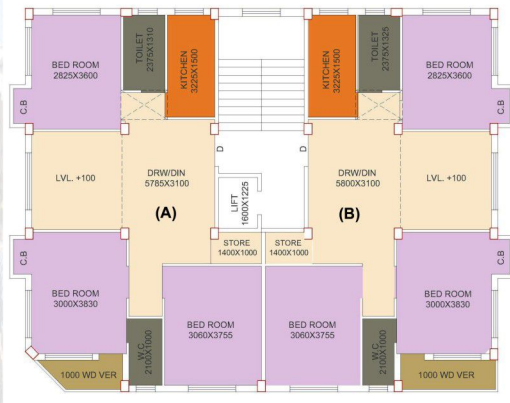 BED ROOM
2825X3600
TOILET
2375X1310
KITCHEN
3225X1500
KITCHEN
3225X1500
TOILET
2375X1325
BED ROOM
2825X3600
C.B
C.B
D
D
LVL. +100
DRW/DIN
5785X3100
DRW/DIN
5800X3100
LVL. +100
(A)
LIFT
1600X1225
(B)
STORE
1400X1000
STORE
1400X1000
C.B
C.B
BED ROOM
3000X3830
BED ROOM
3060X3755
BED ROOM
3060X3755
BED ROOM
3000X3830
W.C
2100X1000
W.C
2100X1000
1000 WD VER
1000 WD VER